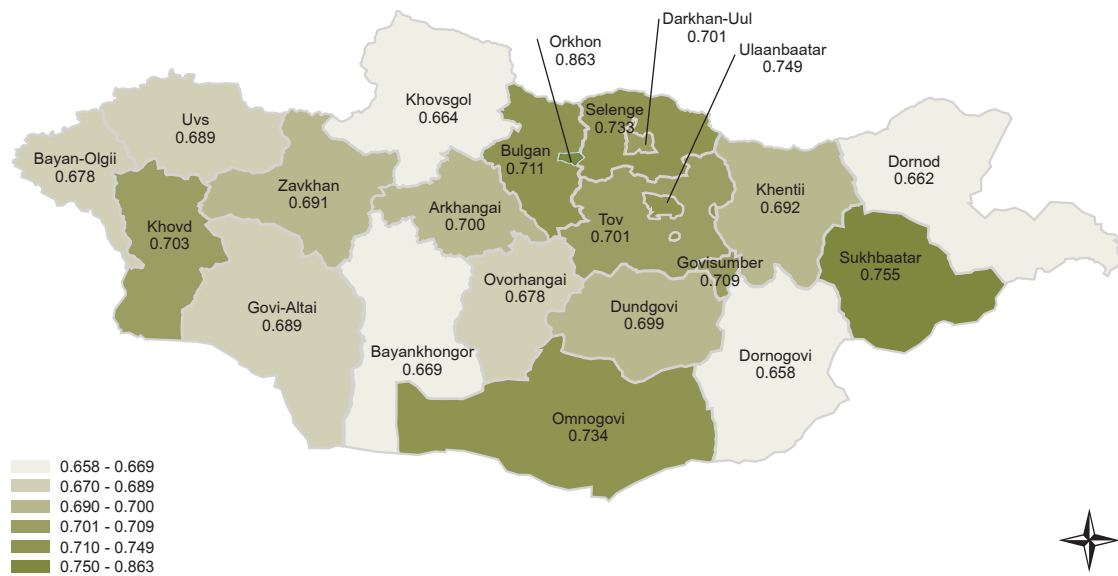 Darkhan-Uul
0.701
Orkhon
0.863
Ulaanbaatar
0.749
Khovsgol
0.664
Selenge
0.733
Uvs
0.689
Bayan-Olgii
0.678
Bulgan
0.711
Dornod
0.662
Zavkhan
0.691
Khentii
0.692
Arkhangai
0.700
Khovd
0.703
Tov
0.701
Sukhbaatar
0.755
Govisumber
0.709
Ovorhangai
0.678
Govi-Altai
0.689
Dundgovi
0.699
Bayankhongor
0.669
Dornogovi
0.658
Omnogovi
0.734
0.658 - 0.669
0.670 - 0.689
0.690 - 0.700
0.701 - 0.709
0.710 - 0.749
0.750 - 0.863